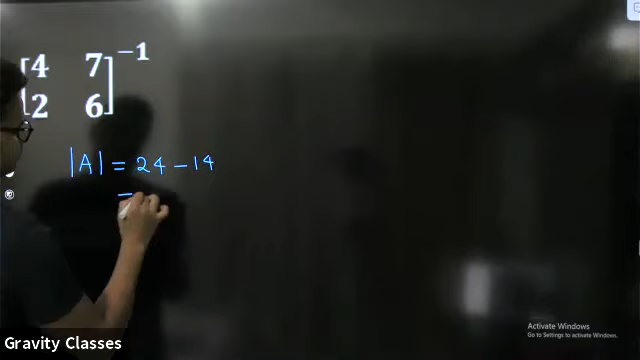 [4 7]⁻¹
[2 6]
|A| = 24 – 14
=
Activate Windows
Go to Settings to activate Windows.
Gravity Classes